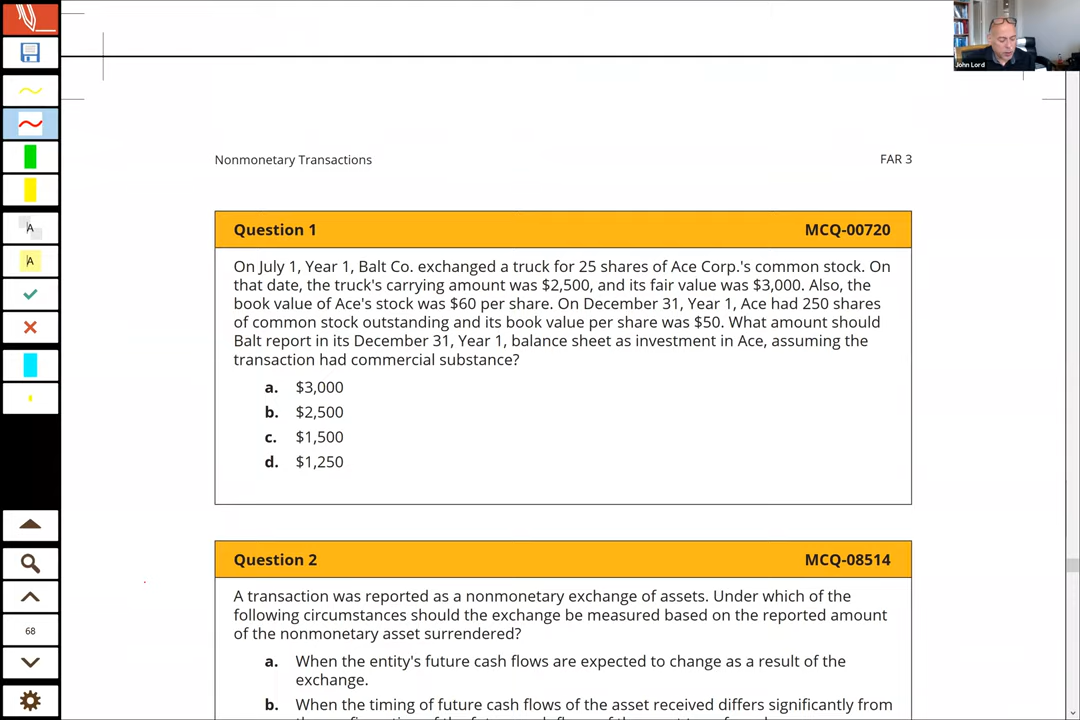 John Lord
Nonmonetary Transactions
FAR 3
Question 1
MCQ-00720
On July 1, Year 1, Balt Co. exchanged a truck for 25 shares of Ace Corp.'s common stock. On
that date, the truck's carrying amount was $2,500, and its fair value was $3,000. Also, the
book value of Ace's stock was $60 per share. On December 31, Year 1, Ace had 250 shares
of common stock outstanding and its book value per share was $50. What amount should
Balt report in its December 31, Year 1, balance sheet as investment in Ace, assuming the
transaction had commercial substance?
a. $3,000
b. $2,500
c. $1,500
d. $1,250
Question 2
MCQ-08514
A transaction was reported as a nonmonetary exchange of assets. Under which of the
following circumstances should the exchange be measured based on the reported amount
of the nonmonetary asset surrendered?
a. When the entity's future cash flows are expected to change as a result of the
exchange.
b. When the timing of future cash flows of the asset received differs significantly from
A
A
68